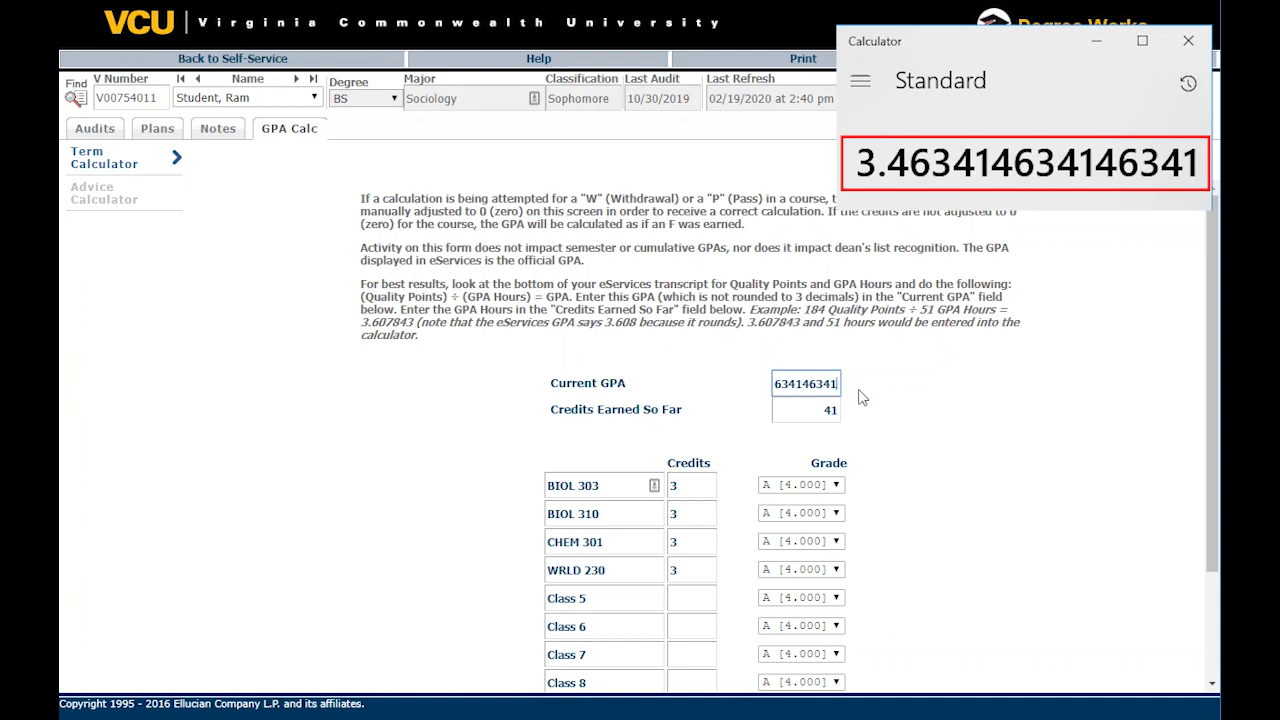 VCU | Virginia Commonwealth University
Degree Works
Back to Self-Service Help Print
Find V Number Name Degree Major Classification Last Audit Last Refresh
V00754011 Student, Ram BS Sociology Sophomore 10/30/2019 02/19/2020 at 2:40 pm
Calculator
Standard
3.463414634146341
Audits Plans Notes GPA Calc
Term
Calculator
Advice
Calculator
If a calculation is being attempted for a "W" (Withdrawal) or a "P" (Pass) in a course,
manually adjusted to 0 (zero) on this screen in order to receive a correct calculation. If the credits are not adjusted to 0
(zero) for the course, the GPA will be calculated as if an F was earned.
Activity on this form does not impact semester or cumulative GPAs, nor does it impact dean's list recognition. The GPA
displayed in eServices is the official GPA.
For best results, look at the bottom of your eServices transcript for Quality Points and GPA Hours and do the following:
(Quality Points) ÷ (GPA Hours) = GPA. Enter this GPA (which is not rounded to 3 decimals) in the "Current GPA" field
below. Enter the GPA Hours in the "Credits Earned So Far" field below. Example: 184 Quality Points ÷ 51 GPA Hours =
3.607843 (note that the eServices GPA says 3.608 because it rounds). 3.607843 and 51 hours would be entered into the
calculator.
Current GPA 634146341
Credits Earned So Far 41
Credits Grade
BIOL 303 3 A [4.000]
BIOL 310 3 A [4.000]
CHEM 301 3 A [4.000]
WRLD 230 3 A [4.000]
Class 5 A [4.000]
Class 6 A [4.000]
Class 7 A [4.000]
Class 8 A [4.000]
Copyright 1995 - 2016 Ellucian Company L.P. and its affiliates.